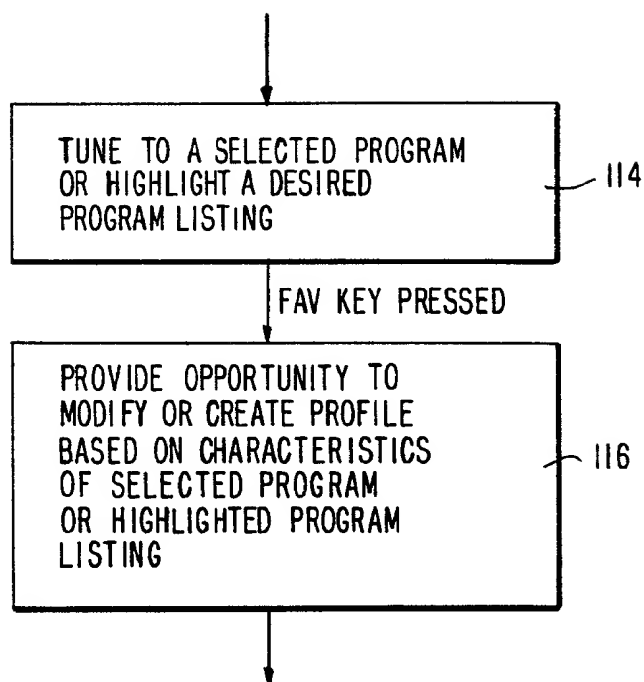 TUNE TO A SELECTED PROGRAM
OR HIGHLIGHT A DESIRED
PROGRAM LISTING
114
FAV KEY PRESSED
PROVIDE OPPORTUNITY TO
MODIFY OR CREATE PROFILE
BASED ON CHARACTERISTICS
OF SELECTED PROGRAM
OR HIGHLIGHTED PROGRAM
LISTING
116